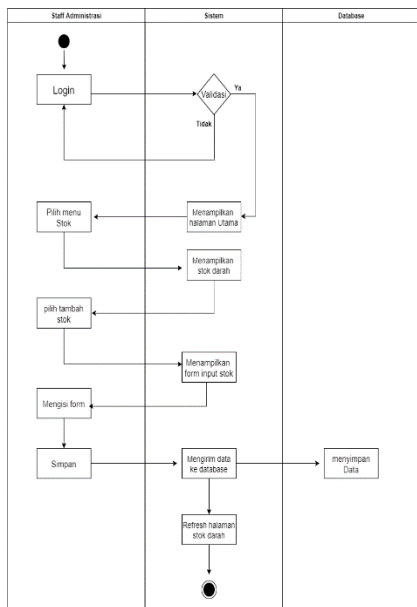 Staff Administrasi
Sistem
Database
Login
Validasi
Ya
Tidak
Pilih menu
Stok
Menampilkan
halaman Utama
Menampilkan
stok darah
pilih tambah
stok
Menampilkan
form input stok
Mengisi form
Simpan
Mengirim data
ke database
menyimpan
Data
Refresh halaman
stok darah